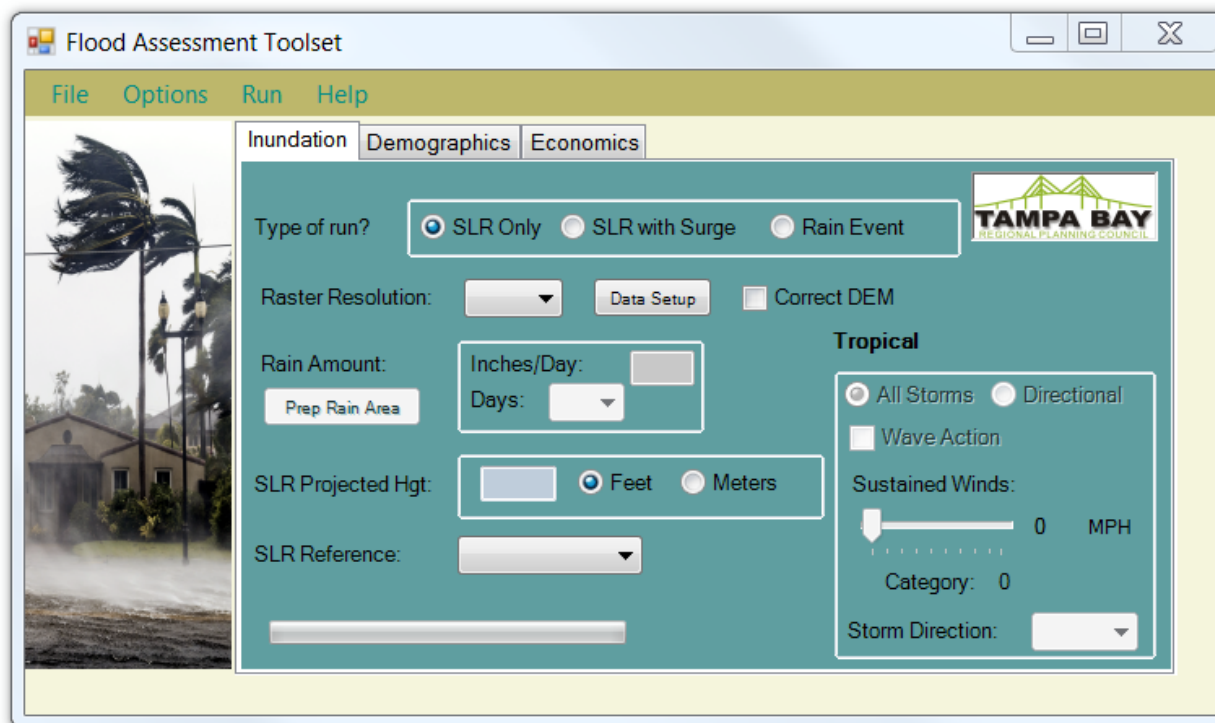 Flood Assessment Toolset
File Options Run Help
Inundation Demographics Economics
TAMPA BAY
REGIONAL PLANNING COUNCIL
Type of run? SLR Only SLR with Surge Rain Event
Raster Resolution: Data Setup Correct DEM
Tropical
Rain Amount: Inches/Day:
Prep Rain Area Days:
All Storms Directional
Wave Action
SLR Projected Hgt: Feet Meters
Sustained Winds:
0 MPH
SLR Reference:
Category: 0
Storm Direction: